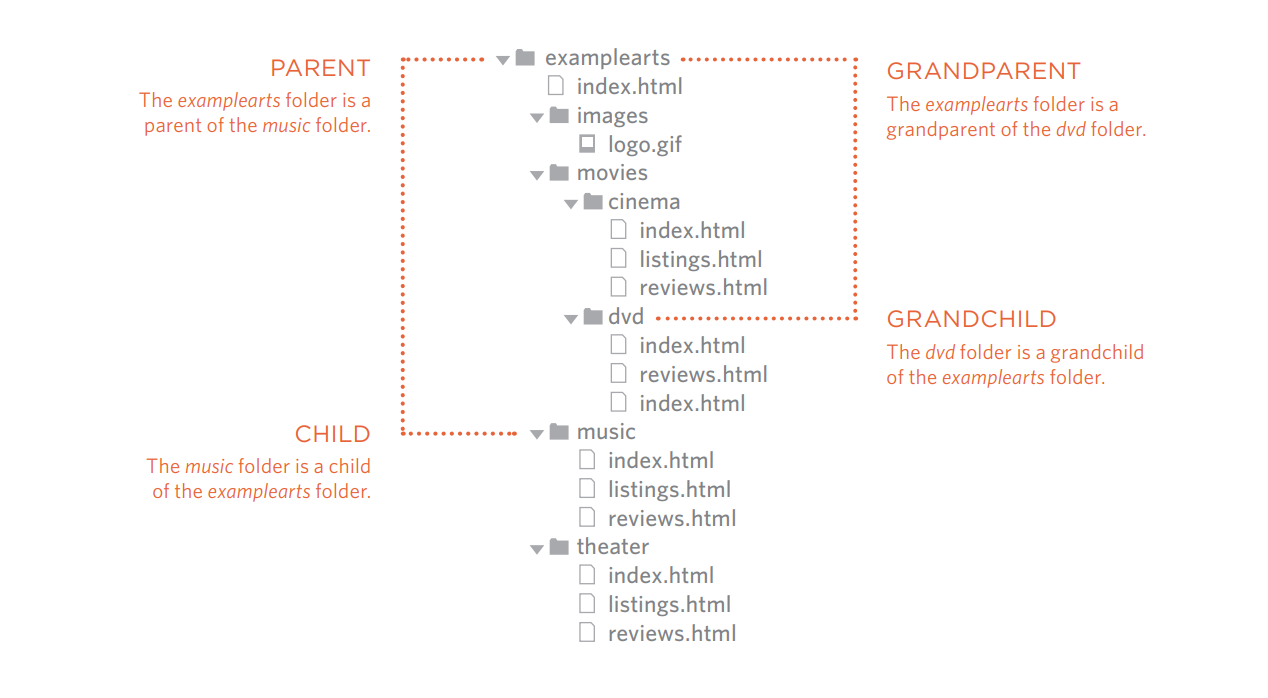 PARENT
The examplearts folder is a
parent of the music folder.
CHILD
The music folder is a child
of the examplearts folder.
examplearts
index.html
images
logo.gif
movies
cinema
index.html
listings.html
reviews.html
dvd
index.html
reviews.html
index.html
music
index.html
listings.html
reviews.html
theater
index.html
listings.html
reviews.html
GRANDPARENT
The examplearts folder is a
grandparent of the dvd folder.
GRANDCHILD
The dvd folder is a grandchild
of the examplearts folder.